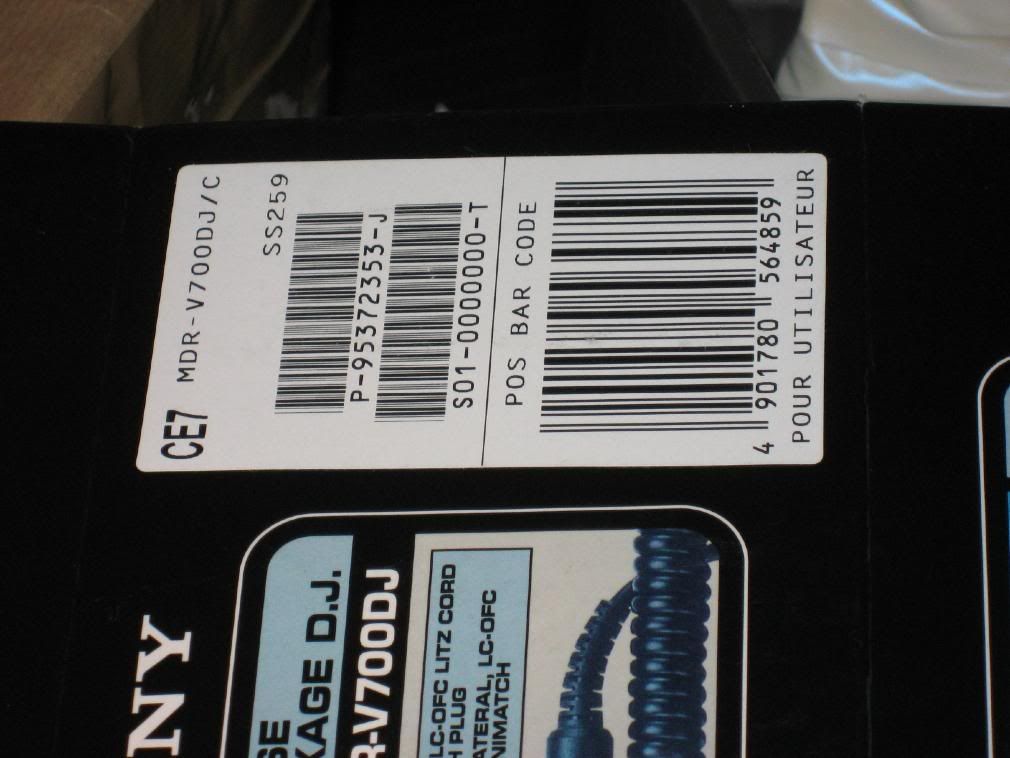 CE7 MDR-V700DJ/C
SS259
P-95372353-J
S01-0000000-T
POS BAR CODE
4 901780 564859
POUR UTILISATEUR
NY
SE
KAGE D.J.
R-V700DJ
LC-OFC LITZ CORD
H PLUG
ATERAL, LC-OFC
NIMATCH